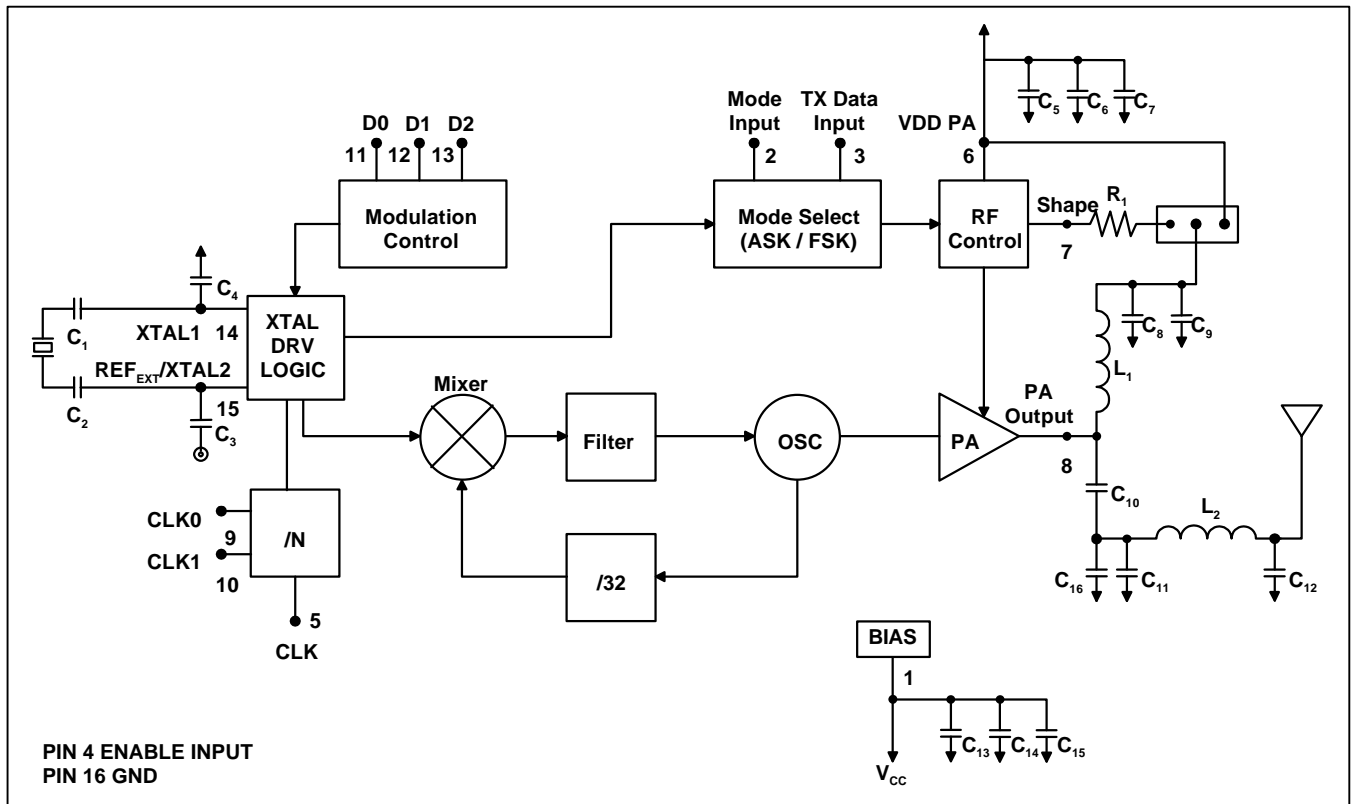 C5
C6
C7
Mode
Input
TX Data
Input
VDD PA
D0
D1
D2
11
12
13
2
3
6
Modulation
Control
Mode Select
(ASK / FSK)
RF
Control
Shape
R1
7
C4
C1
XTAL1
14
XTAL
DRV
LOGIC
C8
C9
L1
REFEXT/XTAL2
15
C2
C3
Mixer
Filter
OSC
PA
PA
Output
8
C10
L2
CLK0
9
CLK1
10
/N
/32
C16
C11
C12
5
CLK
BIAS
1
C13
C14
C15
VCC
PIN 4 ENABLE INPUT
PIN 16 GND